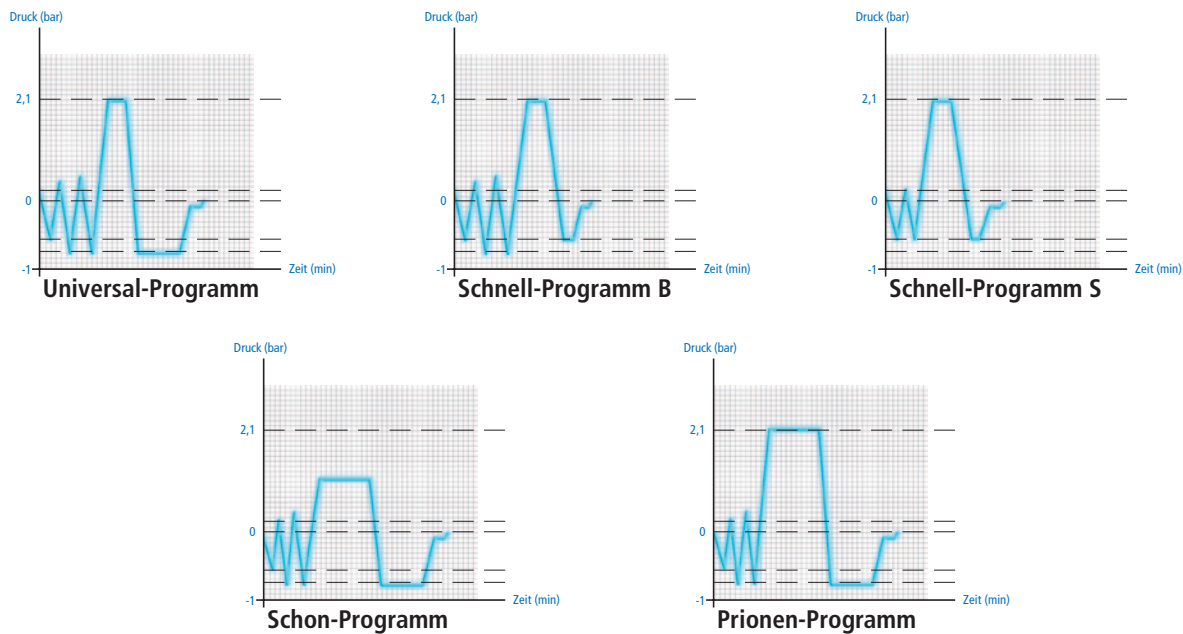 Druck (bar)
2,1
0
-1
Zeit (min)
Universal-Programm
Druck (bar)
2,1
0
-1
Zeit (min)
Schnell-Programm B
Druck (bar)
2,1
0
-1
Zeit (min)
Schnell-Programm S
Druck (bar)
2,1
0
-1
Zeit (min)
Schon-Programm
Druck (bar)
2,1
0
-1
Zeit (min)
Prionen-Programm